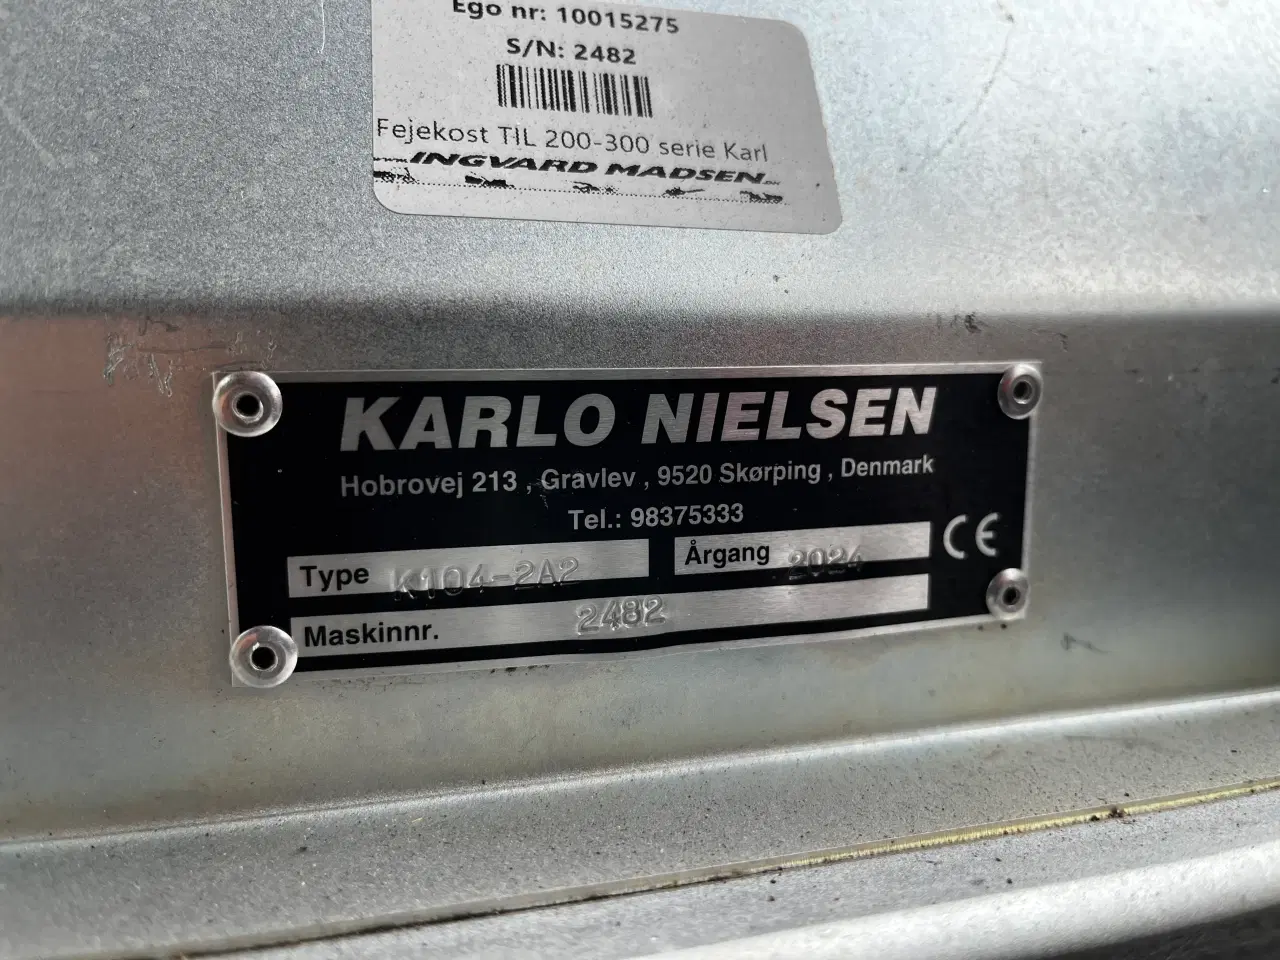 Ego nr: 10015275
S/N: 2482
Fejekost TIL 200-300 serie Karl
INGVARD MADSEN
KARLO NIELSEN
Hobrovej 213 , Gravlev , 9520 Skørping , Denmark
Tel.: 98375333
Type K104-2A2 Årgang 2024 CE
Maskinnr. 2482